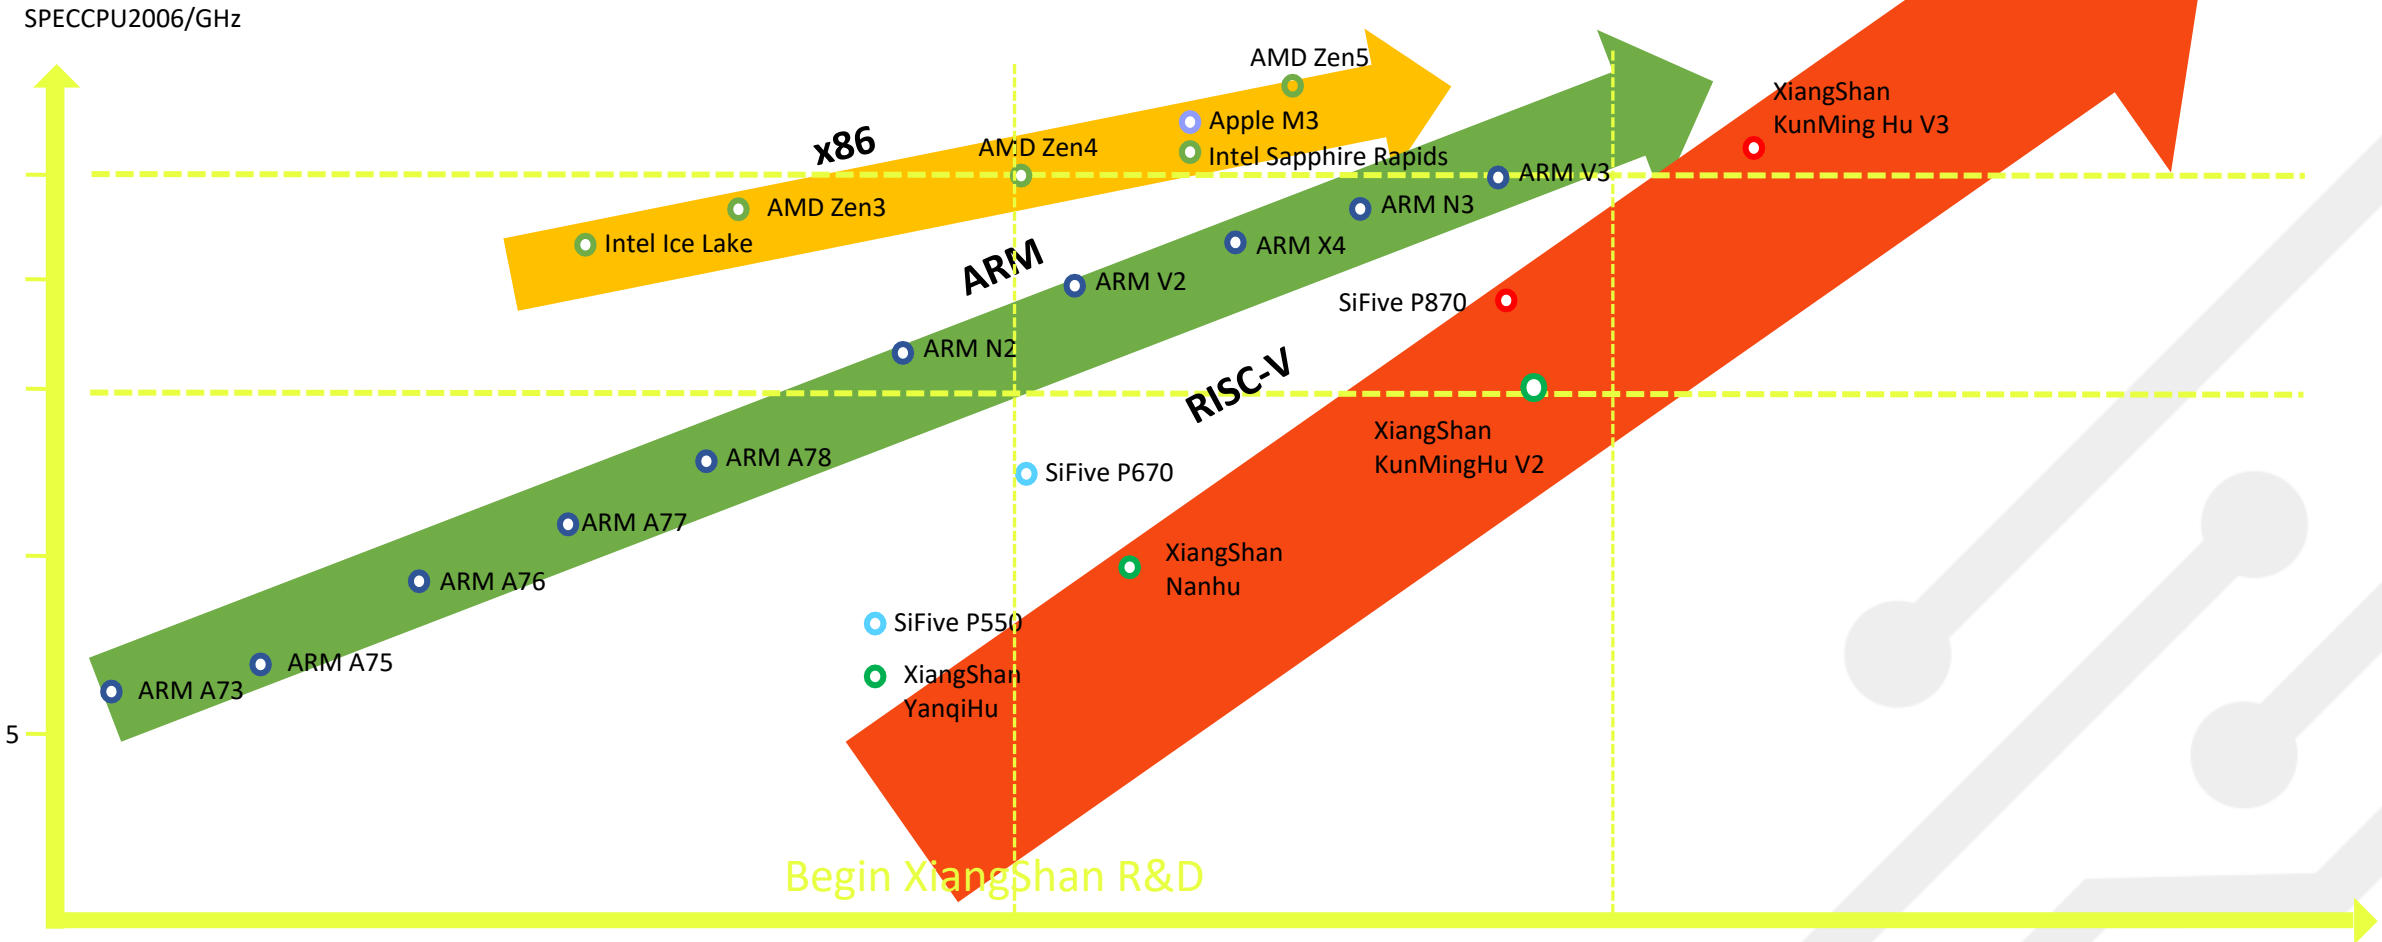 SPECCPU2006/GHz
AMD Zen5
XiangShan
KunMing Hu V3
Apple M3
x86
AMD Zen4
Intel Sapphire Rapids
ARM V3
AMD Zen3
ARM N3
Intel Ice Lake
ARM X4
ARM
ARM V2
SiFive P870
ARM N2
RISC-V
XiangShan
KunMingHu V2
ARM A78
SiFive P670
ARM A77
XiangShan
Nanhu
ARM A76
SiFive P550
ARM A75
XiangShan
YanqiHu
ARM A73
5
Begin XiangShan R&D